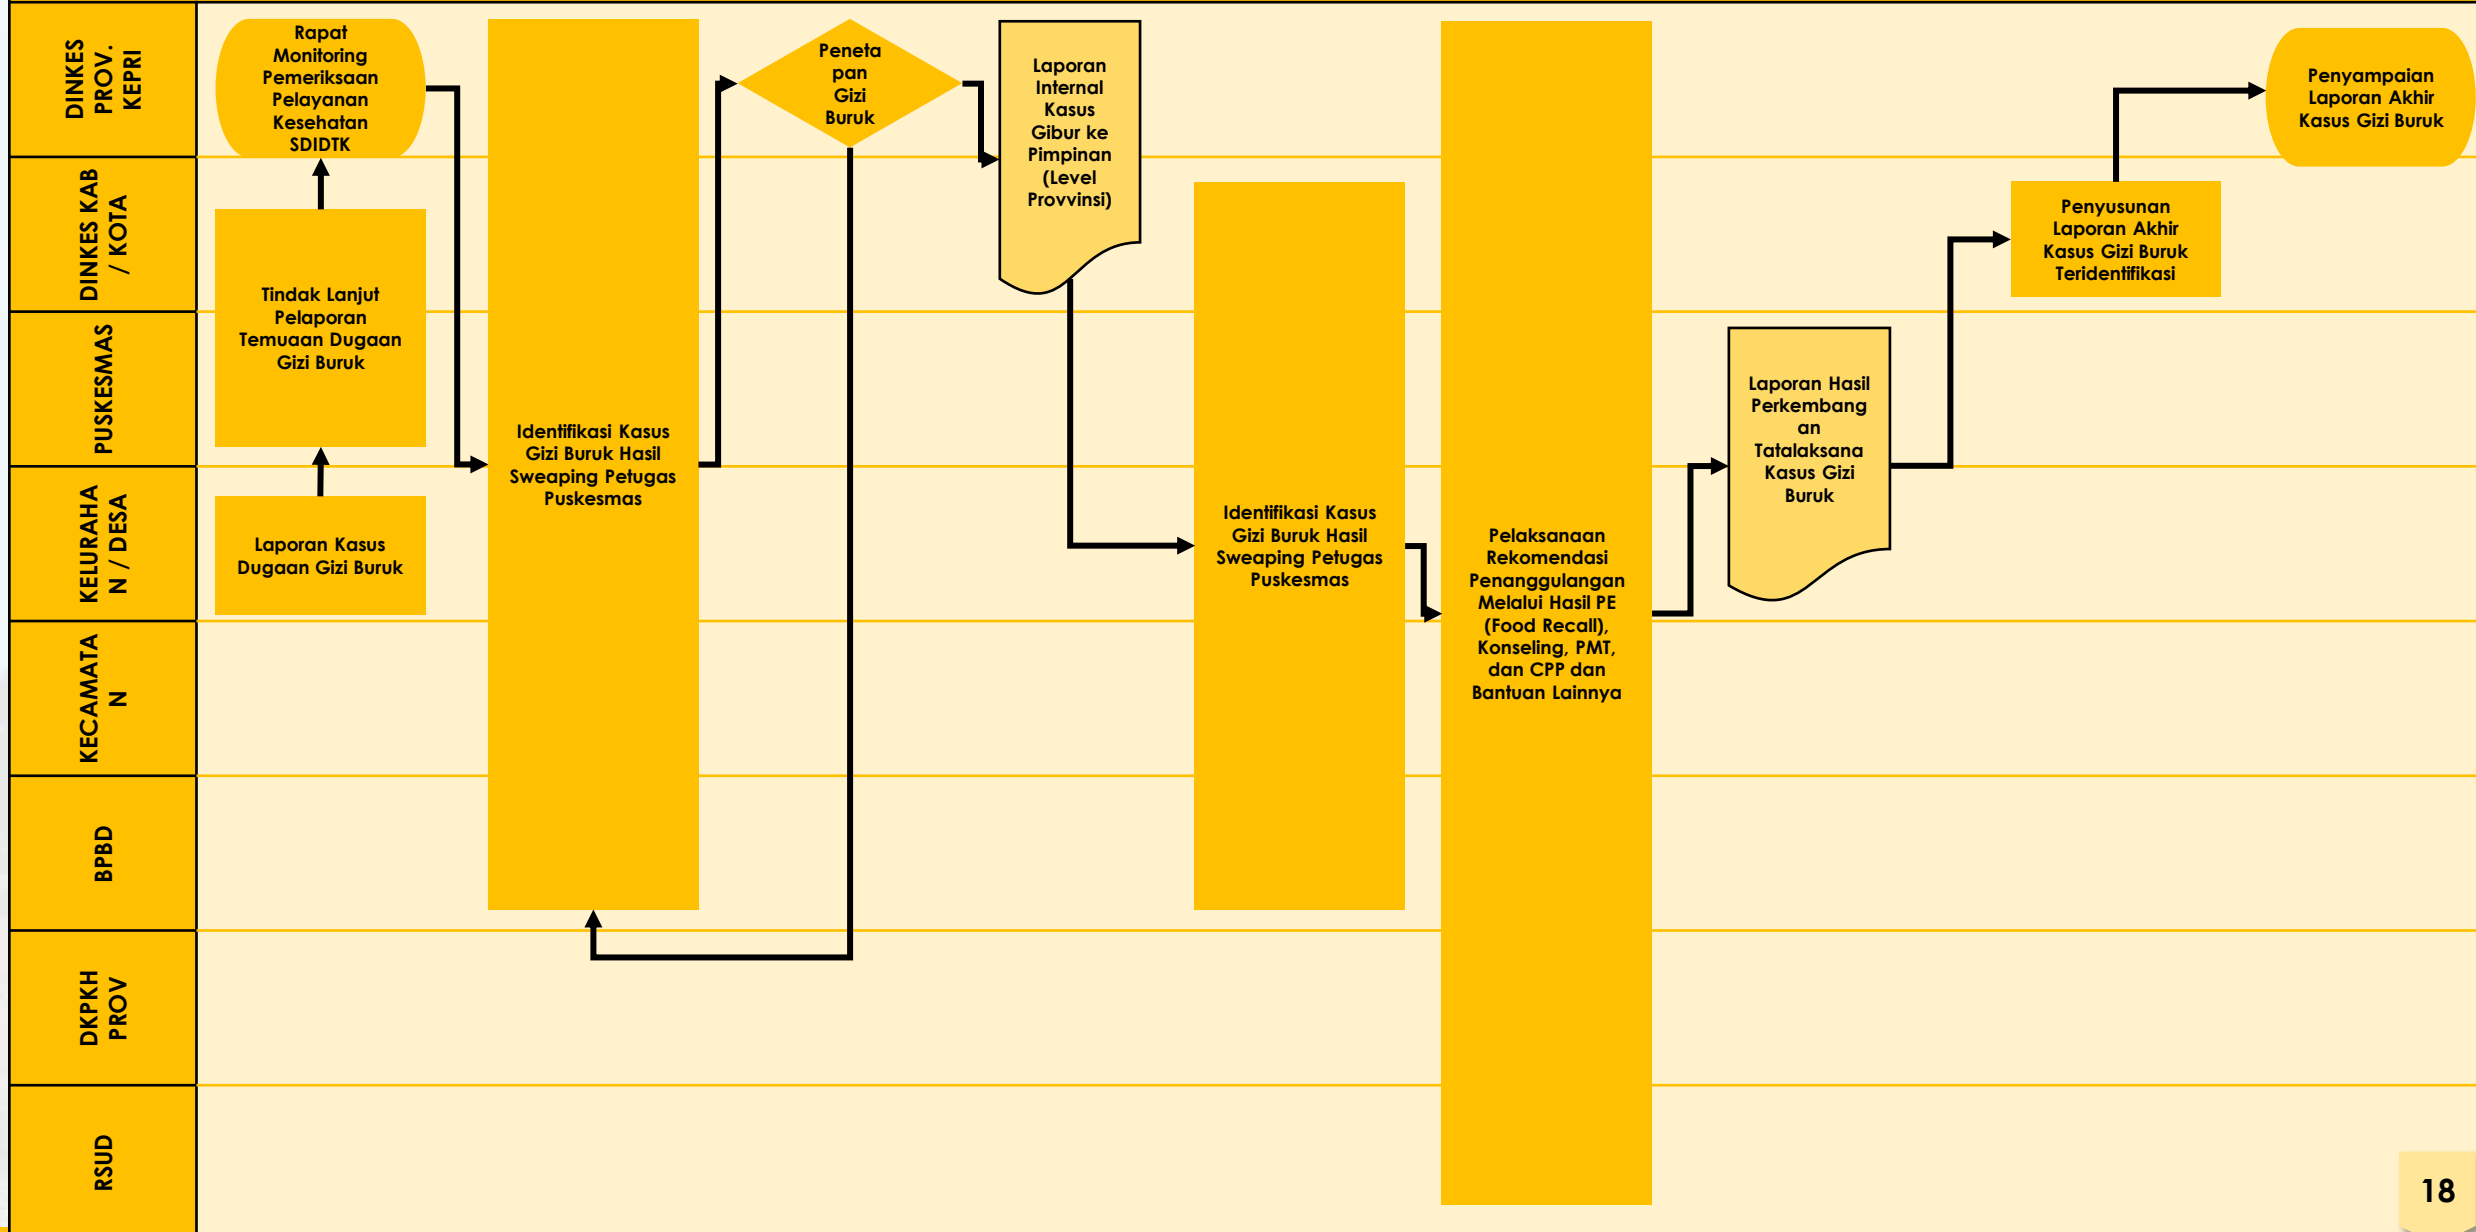 DINKES
PROV.
KEPRI
DINKES KAB
/ KOTA
PUSKESMAS
KELURAHA
N / DESA
KECAMATA
N
BPBD
DKPKH
PROV
RSUD
Rapat
Monitoring
Pemeriksaan
Pelayanan
Kesehatan
SDIDTK
Tindak Lanjut
Pelaporan
Temuaan Dugaan
Gizi Buruk
Laporan Kasus
Dugaan Gizi Buruk
Identifikasi Kasus
Gizi Buruk Hasil
Sweaping Petugas
Puskesmas
Peneta
pan
Gizi
Buruk
Laporan
Internal
Kasus
Gibur ke
Pimpinan
(Level
Provvinsi)
Identifikasi Kasus
Gizi Buruk Hasil
Sweaping Petugas
Puskesmas
Pelaksanaan
Rekomendasi
Penanggulangan
Melalui Hasil PE
(Food Recall),
Konseling, PMT,
dan CPP dan
Bantuan Lainnya
Laporan Hasil
Perkembang
an
Tatalaksana
Kasus Gizi
Buruk
Penyusunan
Laporan Akhir
Kasus Gizi Buruk
Teridentifikasi
Penyampaian
Laporan Akhir
Kasus Gizi Buruk
18